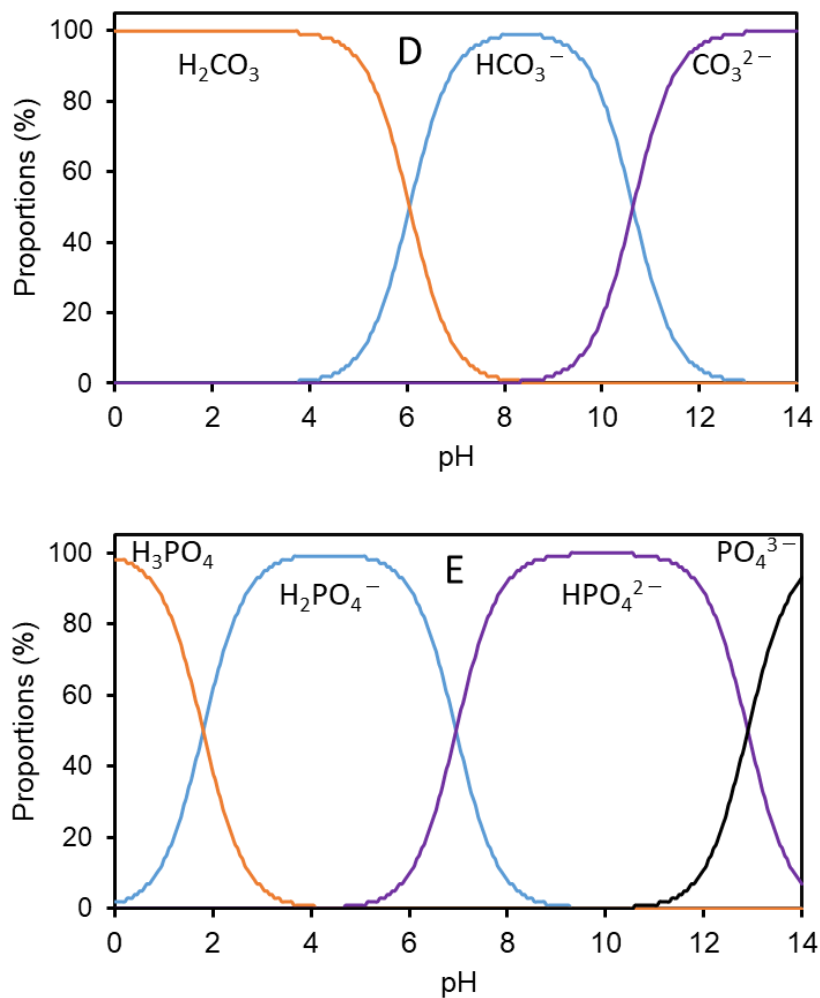 100
80
60
40
20
0
Proportions (%)
H₂CO₃
D
HCO₃⁻
CO₃²⁻
0 2 4 6 8 10 12 14
pH
100
80
60
40
20
0
Proportions (%)
H₃PO₄
H₂PO₄⁻
E
HPO₄²⁻
PO₄³⁻
0 2 4 6 8 10 12 14
pH